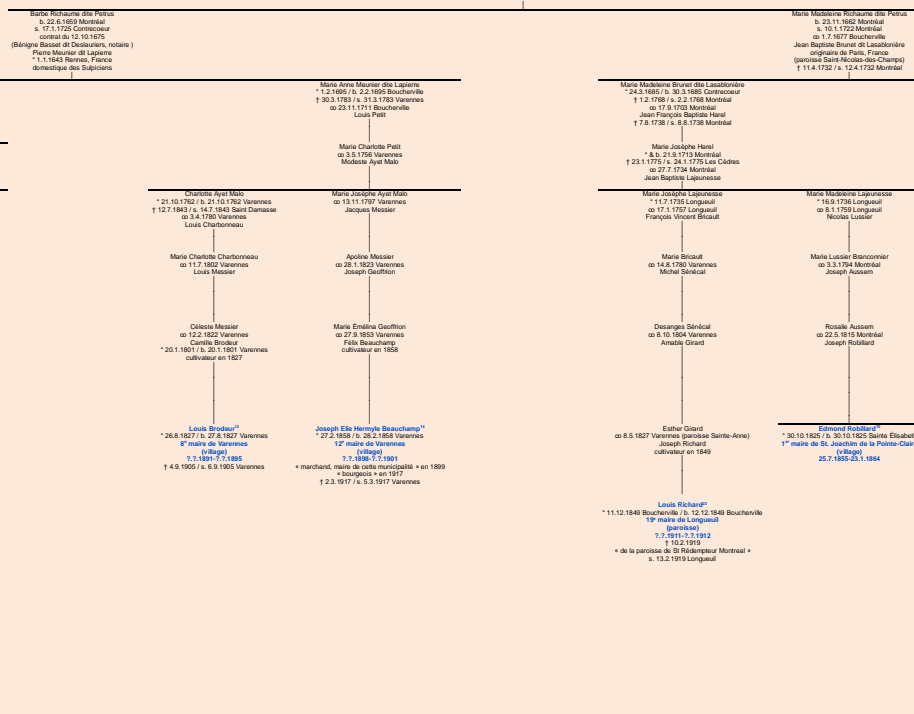 Barbe Richaume dite Petrus
b. 22.6.1659 Montréal
s. 17.1.1725 Contrecoeur
contrat du 12.10.1675
(Bénigne Basset dit Deslauriers, notaire )
Pierre Meunier dit Lapierre
* 1.1.1643 Rennes, France
domestique des Sulpiciens
Marie Madeleine Richaume dite Petrus
b. 23.11.1662 Montréal
s. 10.1.1722 Montréal
∞ 1.7.1677 Boucherville
Jean Baptiste Brunet dit Lasablonière
originaire de Paris, France
(paroisse Saint-Nicolas-des-Champs)
† 11.4.1732 / s. 12.4.1732 Montréal
Marie Anne Meunier dite Lapierre
* 1.2.1695 / b. 2.2.1695 Boucherville
† 30.3.1783 / s. 31.3.1783 Varennes
∞ 23.11.1711 Boucherville
Louis Petit
Marie Charlotte Petit
∞ 3.5.1756 Varennes
Modeste Ayet Malo
Marie Madeleine Brunet dite Lasablonière
* 24.3.1685 / b. 30.3.1685 Contrecoeur
† 1.2.1768 / s. 2.2.1768 Montréal
∞ 17.9.1703 Montréal
Jean François Baptiste Harel
† 7.8.1738 / s. 8.8.1738 Montréal
Marie Josèphe Harel
* & b. 21.9.1713 Montréal
† 23.1.1775 / s. 24.1.1775 Les Cèdres
∞ 27.7.1734 Montréal
Jean Baptiste Lajeunesse
Charlotte Ayet Malo
* 21.10.1762 / b. 21.10.1762 Varennes
† 12.7.1843 / s. 14.7.1843 Saint Damasse
∞ 3.4.1780 Varennes
Louis Charbonneau
Marie Charlotte Charbonneau
∞ 11.7.1802 Varennes
Louis Messier
Céleste Messier
∞ 12.2.1822 Varennes
Camille Brodeur
* 20.1.1801 / b. 20.1.1801 Varennes
cultivateur en 1827
Louis Brodeur¹³
* 26.8.1827 / b. 27.8.1827 Varennes
8ᵉ maire de Varennes
(village)
?.?.1891-?.?.1895
† 4.9.1905 / s. 6.9.1905 Varennes
Marie Josèphe Ayet Malo
∞ 13.11.1797 Varennes
Jacques Messier
Apoline Messier
∞ 28.1.1823 Varennes
Joseph Geoffrion
Marie Émélina Geoffrion
∞ 27.9.1853 Varennes
Félix Beauchamp
cultivateur en 1858
Joseph Elie Hermyle Beauchamp
* 27.2.1858 / b. 28.2.1858 Varennes
12ᵉ maire de Varennes
(village)
?.?.1898-?.?.1901
« marchand, maire de cette municipalité » en 1899
« bourgeois » en 1917
† 2.3.1917 / s. 5.3.1917 Varennes
Marie Josèphe Lajeunesse
* 11.7.1735 Longueuil
∞ 17.1.1757 Longueuil
François Vincent Bricault
Marie Bricault
∞ 14.8.1780 Varennes
Michel Sénécal
Desanges Sénécal
∞ 8.10.1804 Varennes
Amable Girard
Esther Girard
∞ 8.5.1827 Varennes (paroisse Sainte-Anne)
Joseph Richard
cultivateur en 1849
Louis Richard
* 11.12.1849 Boucherville / b. 12.12.1849 Boucherville
19ᵉ maire de Longueuil
(paroisse)
?.?.1911-?.?.1912
† 10.2.1919
« de la paroisse de St Rédempteur Montreal »
s. 13.2.1919 Longueuil
Marie Madeleine Lajeunesse
* 16.9.1736 Longueuil
∞ 8.1.1759 Longueuil
Nicolas Lussier
Marie Lussier Branconnier
∞ 3.3.1794 Montréal
Joseph Aussem
Rosalie Aussem
∞ 22.5.1815 Montréal
Joseph Robillard
Edmond Robillard
* 30.10.1825 / b. 30.10.1825 Sainte Élisabet
1ᵉʳ maire de St. Joachim de la Pointe-Clair
(village)
25.7.1855-23.1.1864